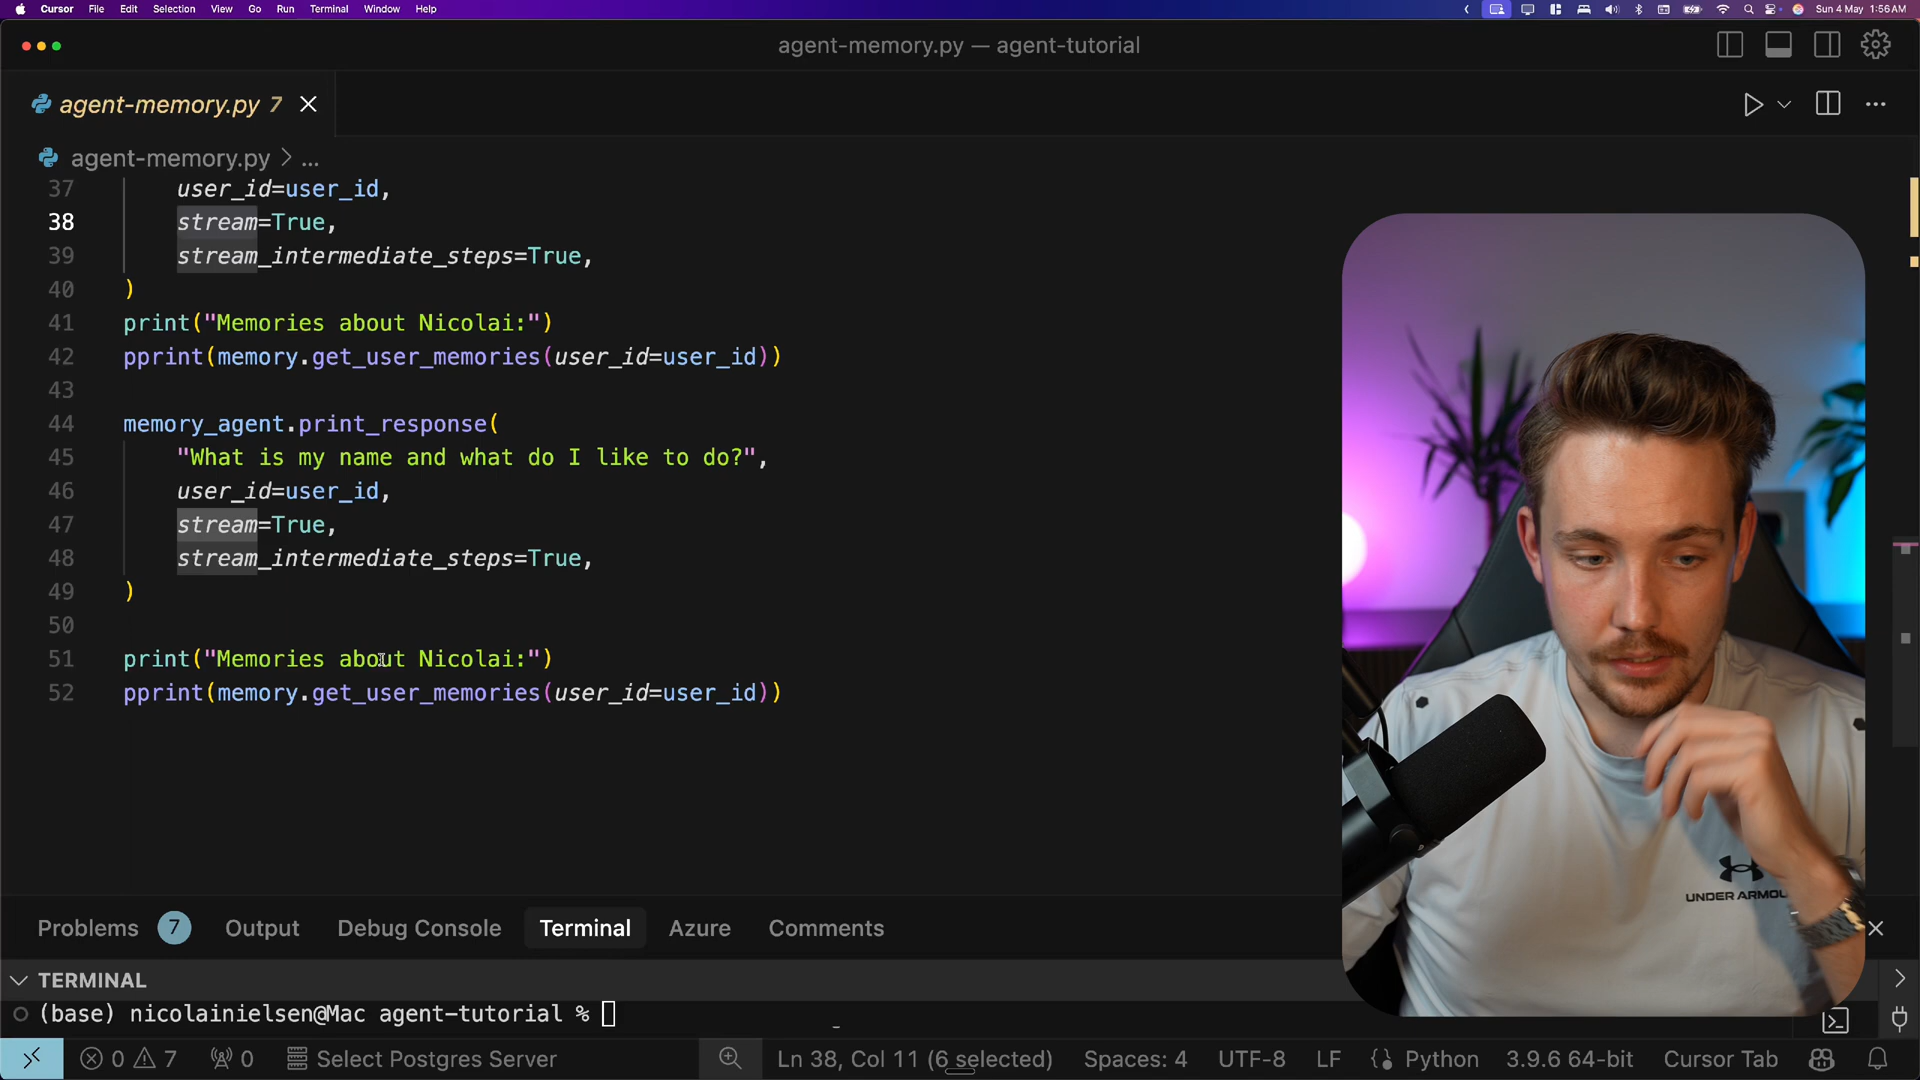 Cursor File Edit Selection View Go Run Terminal Window Help Sun 4 May 1:56 AM
agent-memory.py — agent-tutorial
agent-memory.py 7
agent-memory.py > ...
37 user_id=user_id,
38 stream=True,
39 stream_intermediate_steps=True,
40 )
41 print("Memories about Nicolai:")
42 pprint(memory.get_user_memories(user_id=user_id))
43
44 memory_agent.print_response(
45 "What is my name and what do I like to do?",
46 user_id=user_id,
47 stream=True,
48 stream_intermediate_steps=True,
49 )
50
51 print("Memories about Nicolai:")
52 pprint(memory.get_user_memories(user_id=user_id))
UNDER ARMOU
Problems 7 Output Debug Console Terminal Azure Comments
TERMINAL
(base) nicolainielsen@Mac agent-tutorial %
0 7 0 Select Postgres Server Ln 38, Col 11 (6 selected) Spaces: 4 UTF-8 LF {} Python 3.9.6 64-bit Cursor Tab